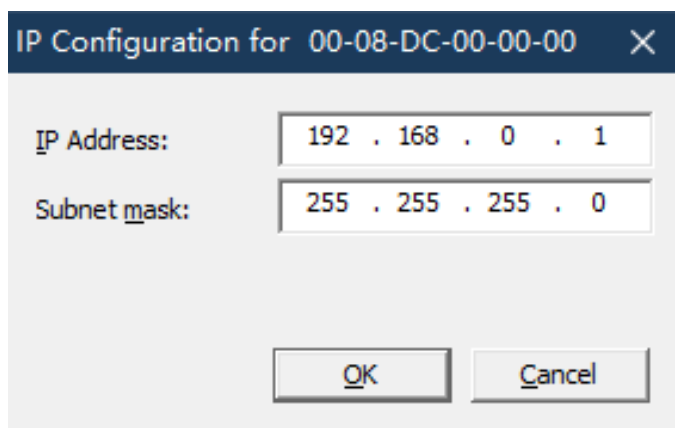 IP Configuration for 00-08-DC-00-00-00
IP Address: 192 . 168 . 0 . 1
Subnet mask: 255 . 255 . 255 . 0
OK Cancel